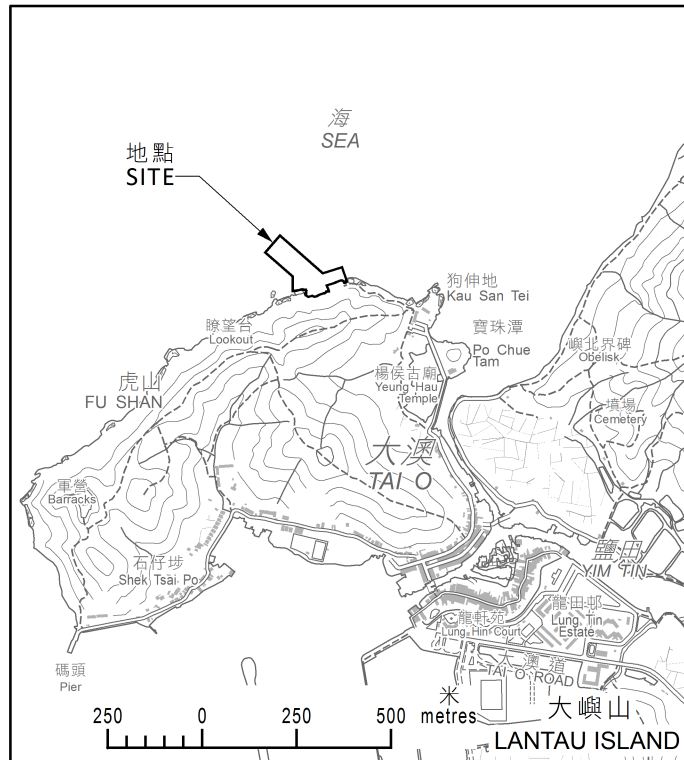 海
SEA
地點
SITE
狗伸地
Kau San Tei
瞭望台
Lookout
寶珠潭
Po Chue
Tam
嶼北界碑
Obelisk
虎山
FU SHAN
楊侯古廟
Yeung Hau
Temple
墳場
Cemetery
大澳
TAI O
軍營
Barracks
石仔埗
Shek Tsai Po
鹽田
YIM TIN
龍軒苑
Lung Hin Court
龍田邨
Lung Tin
Estate
大澳道
TAI O ROAD
碼頭
Pier
250 0 250 500
米
metres
大嶼山
LANTAU ISLAND